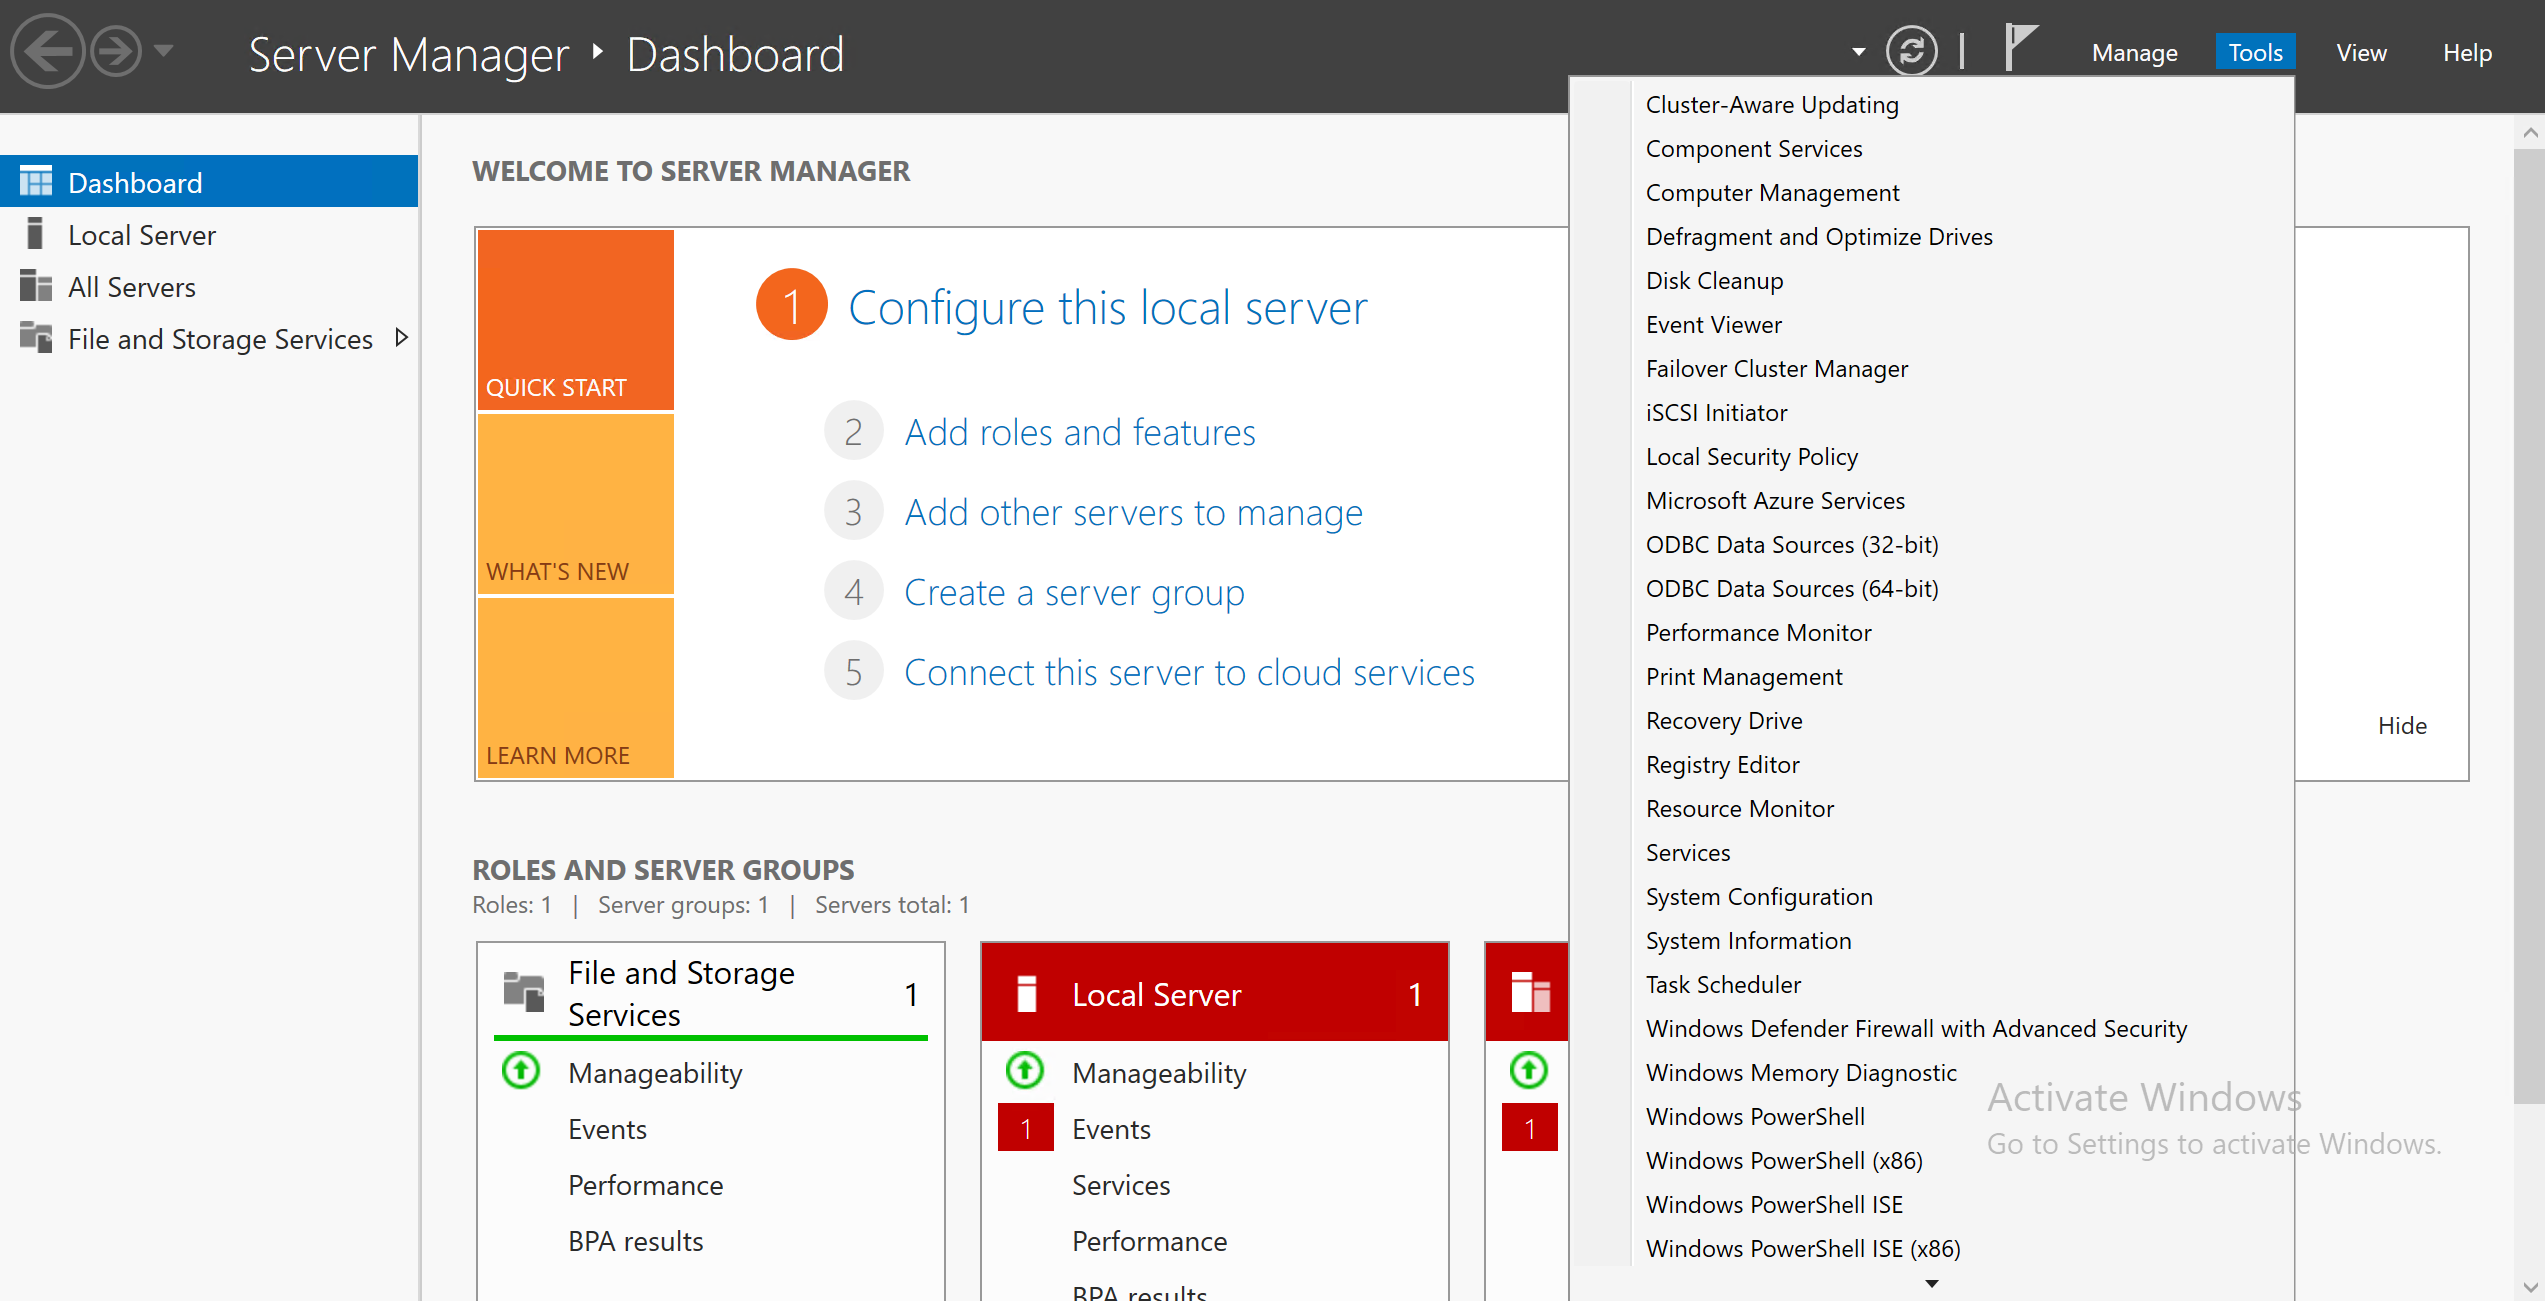 Server Manager ‣ Dashboard
Manage
Tools
View
Help
Dashboard
Local Server
All Servers
File and Storage Services
WELCOME TO SERVER MANAGER
QUICK START
WHAT'S NEW
LEARN MORE
1 Configure this local server
2 Add roles and features
3 Add other servers to manage
4 Create a server group
5 Connect this server to cloud services
Hide
ROLES AND SERVER GROUPS
Roles: 1 | Server groups: 1 | Servers total: 1
File and Storage
Services
1
Manageability
Events
Performance
BPA results
Local Server 1
Manageability
1 Events
Services
Performance
BPA results
1
Cluster-Aware Updating
Component Services
Computer Management
Defragment and Optimize Drives
Disk Cleanup
Event Viewer
Failover Cluster Manager
iSCSI Initiator
Local Security Policy
Microsoft Azure Services
ODBC Data Sources (32-bit)
ODBC Data Sources (64-bit)
Performance Monitor
Print Management
Recovery Drive
Registry Editor
Resource Monitor
Services
System Configuration
System Information
Task Scheduler
Windows Defender Firewall with Advanced Security
Windows Memory Diagnostic
Windows PowerShell
Windows PowerShell (x86)
Windows PowerShell ISE
Windows PowerShell ISE (x86)
Activate Windows
Go to Settings to activate Windows.